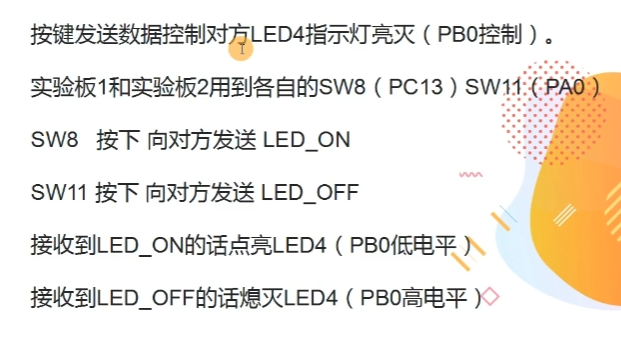 按键发送数据控制对方LED4指示灯亮灭（PB0控制）。
实验板1和实验板2用到各自的SW8（PC13）SW11（PA0）
SW8 按下 向对方发送 LED_ON
SW11 按下 向对方发送 LED_OFF
接收到LED_ON的话点亮LED4（PB0低电平）
接收到LED_OFF的话熄灭LED4（PB0高电平）